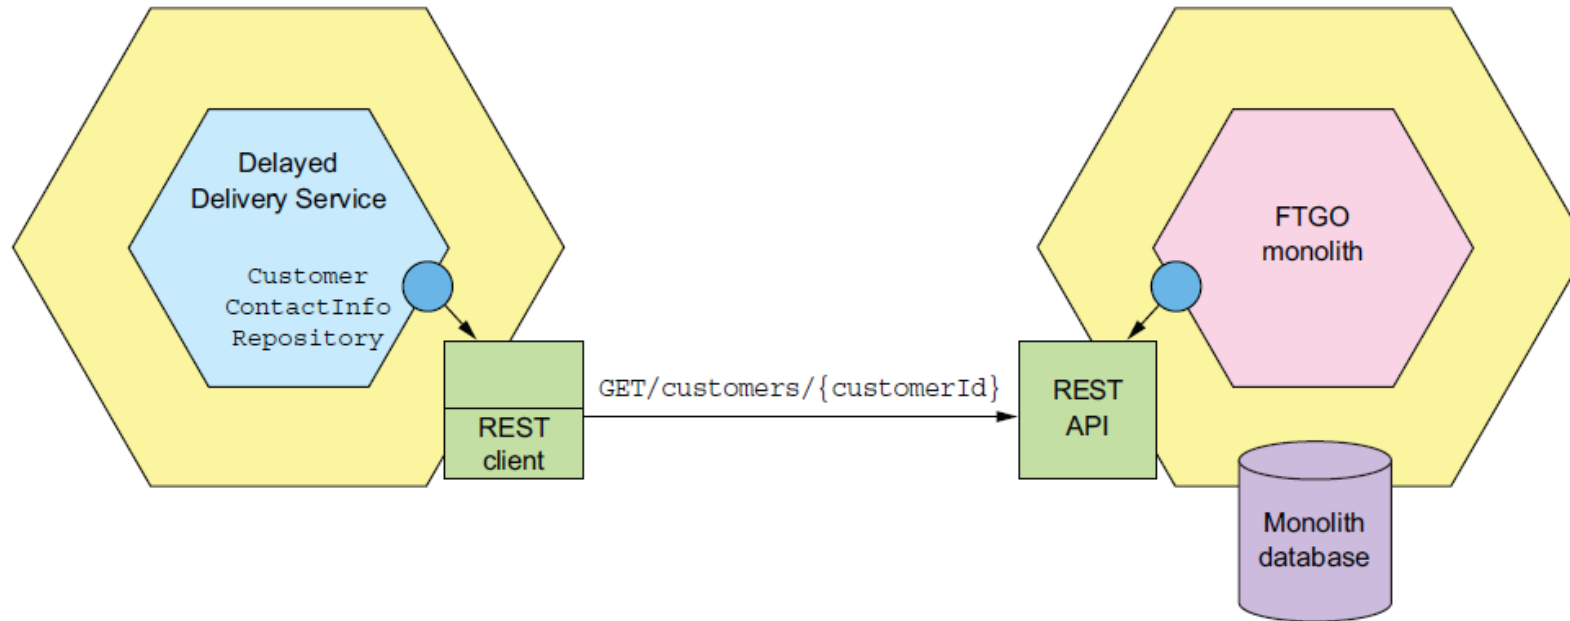 Delayed
Delivery Service
Customer
ContactInfo
Repository
REST
client
GET/customers/{customerId}
REST
API
FTGO
monolith
Monolith
database